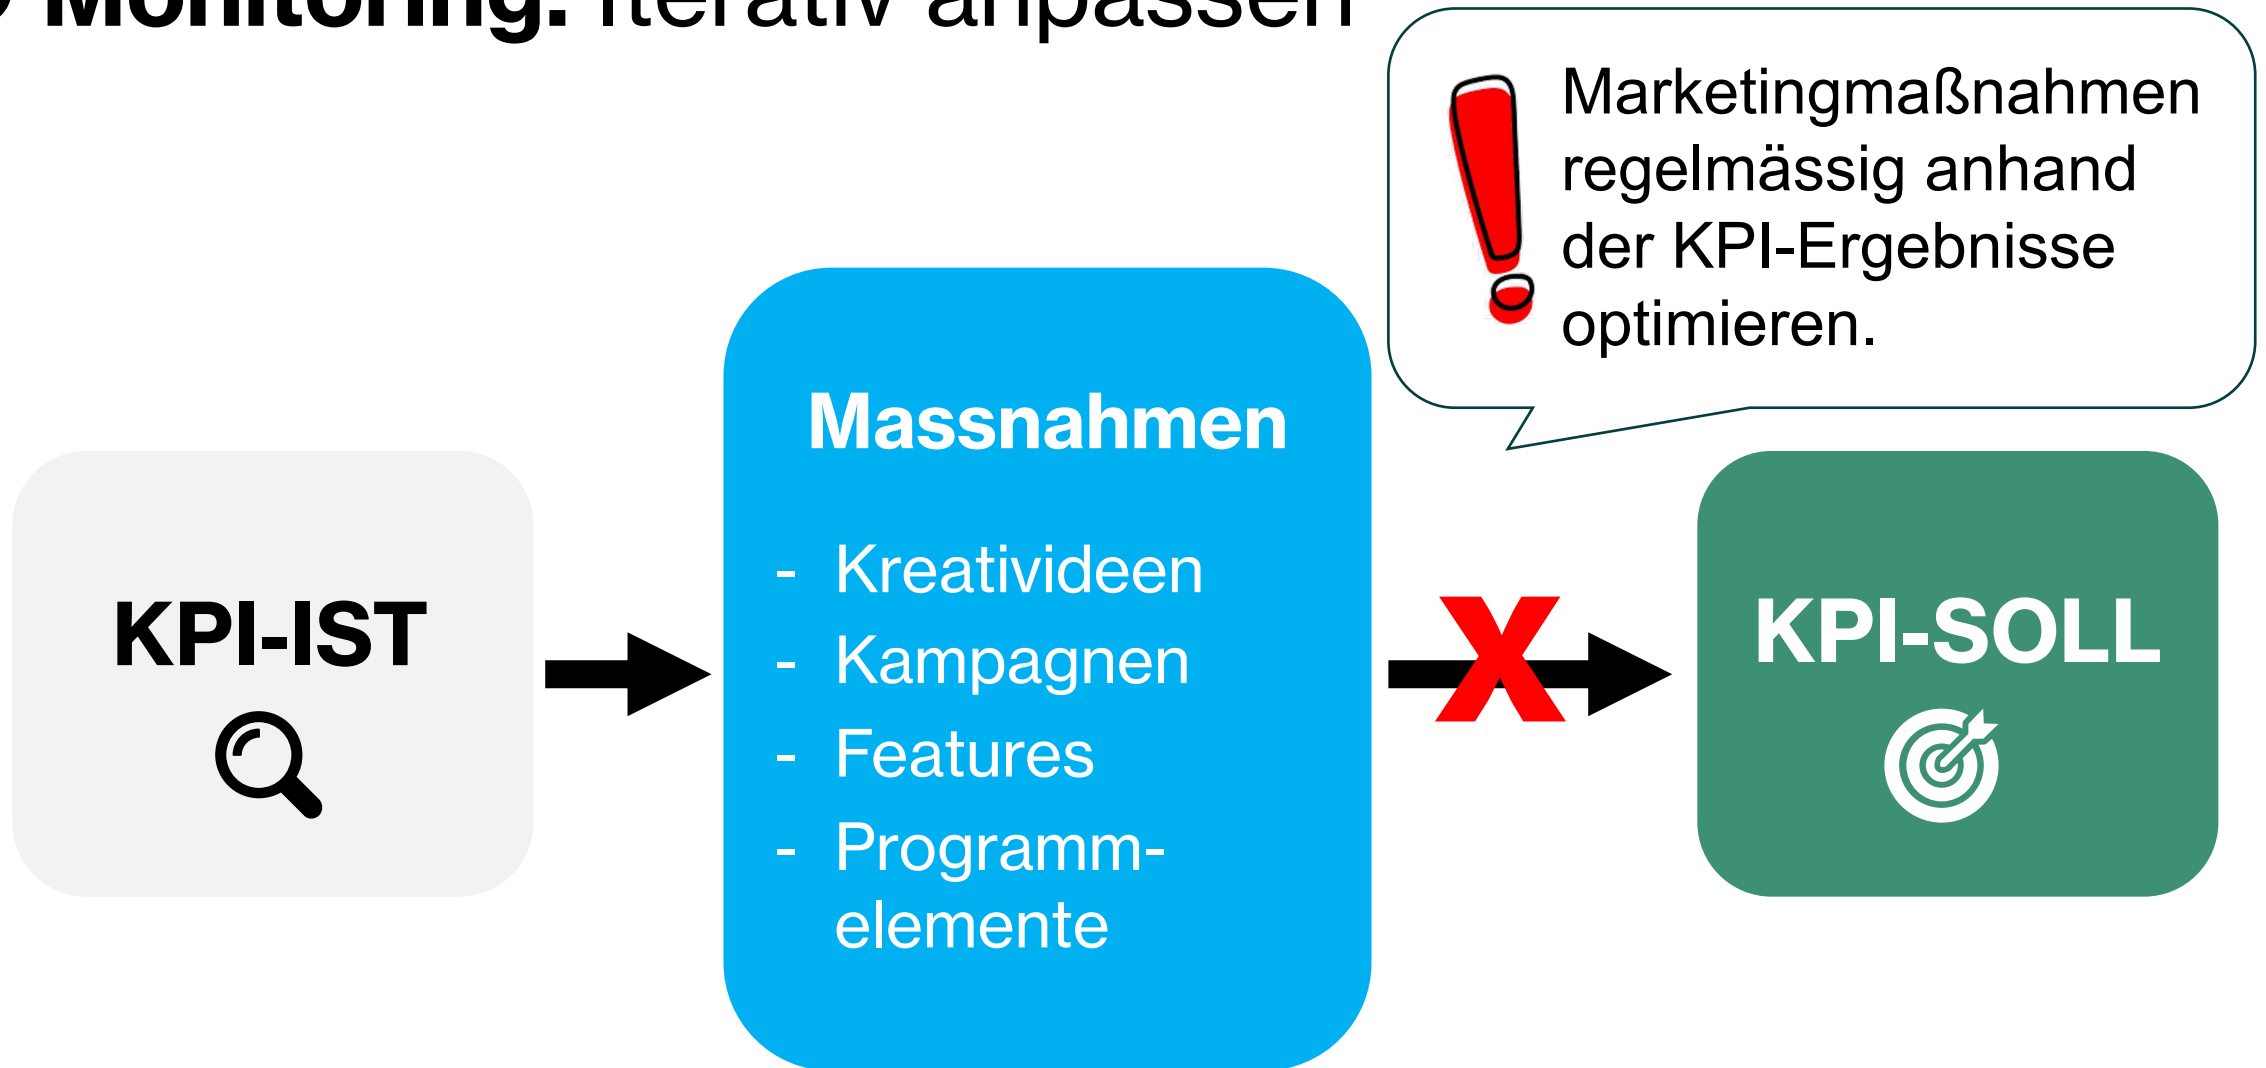 Monitoring: iterativ anpassen
Marketingmaßnahmen
regelmässig anhand
der KPI-Ergebnisse
optimieren.
Massnahmen
- Kreativideen
- Kampagnen
- Features
- Programm-
elemente
KPI-IST
X
KPI-SOLL